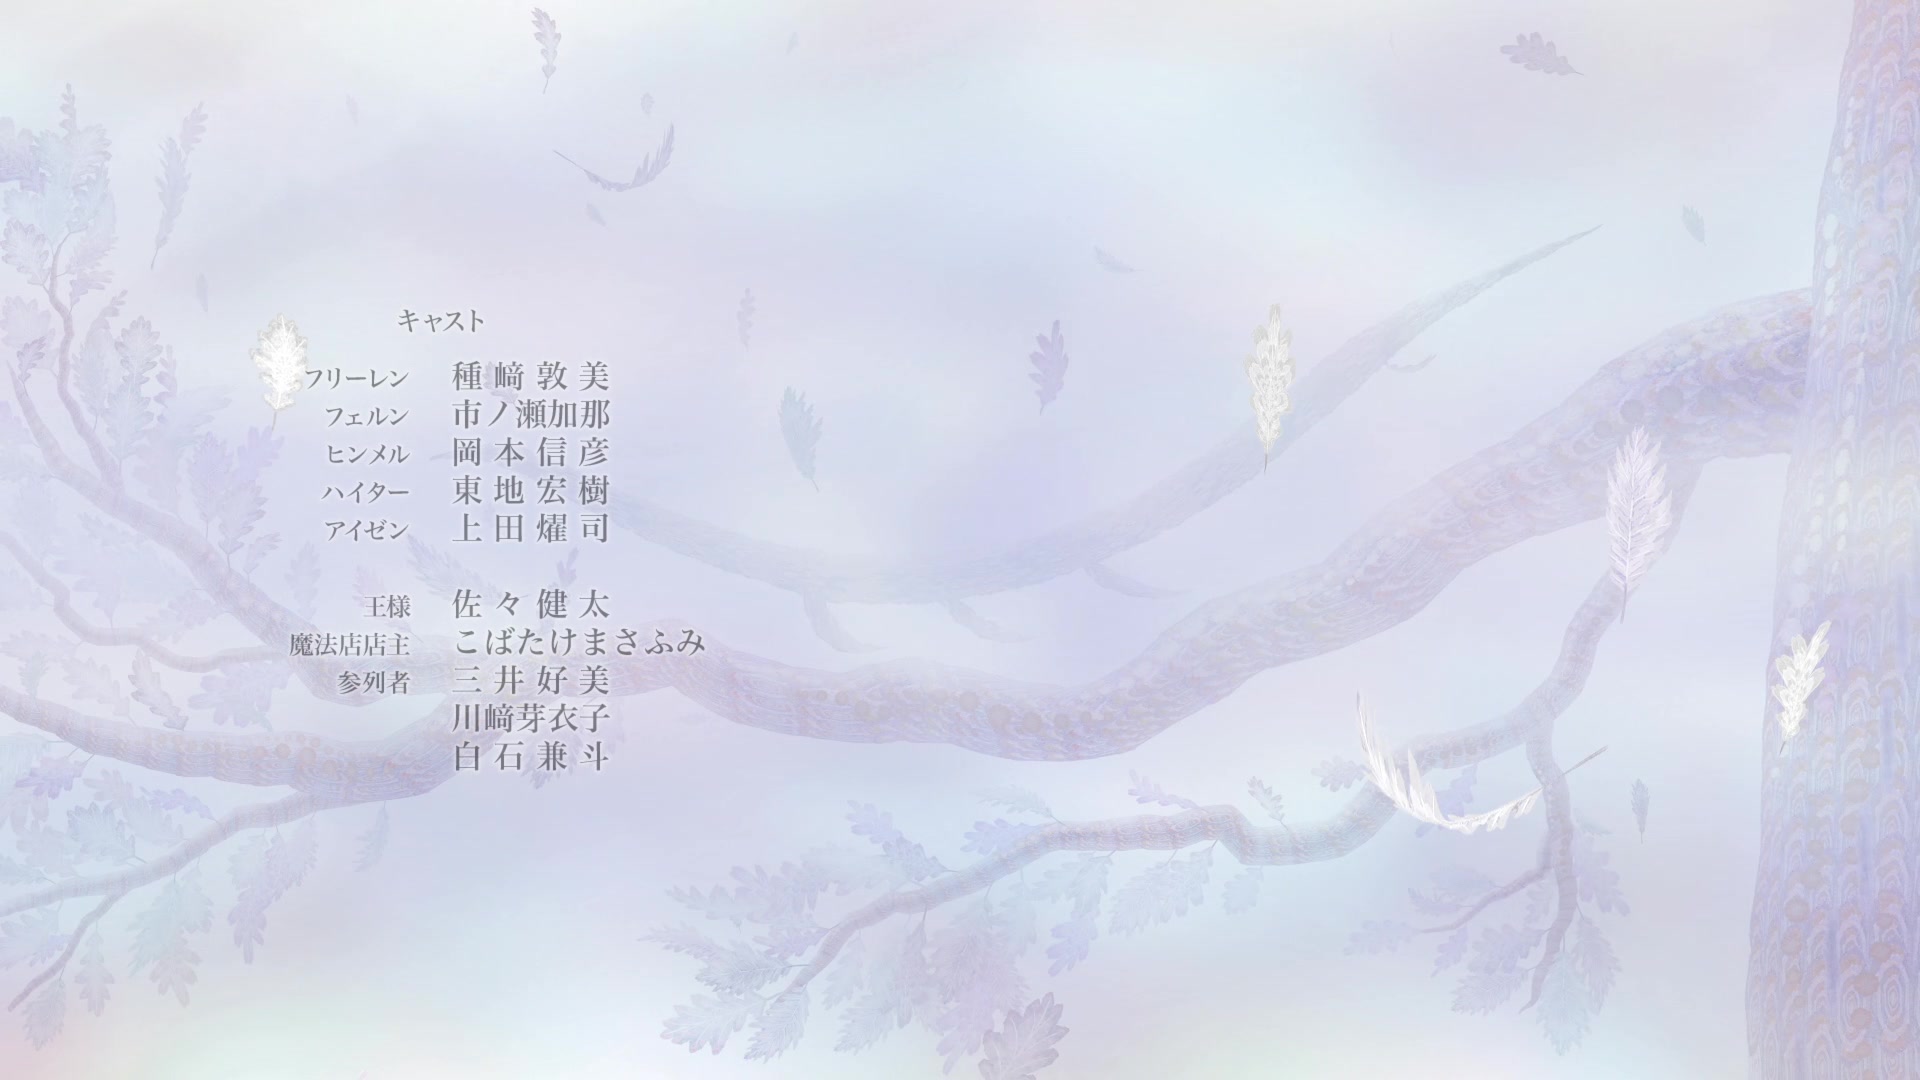 キャスト
フリーレン 種﨑敦美
フェルン 市ノ瀬加那
ヒンメル 岡本信彦
ハイター 東地宏樹
アイゼン 上田燿司
王様 佐々健太
魔法店店主 こばたけまさふみ
参列者 三井好美
川﨑芽衣子
白石兼斗